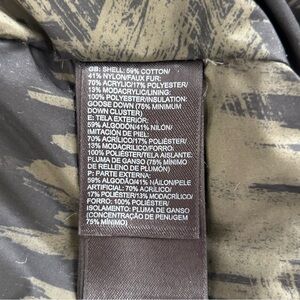 GB: SHELL: 59% COTTON/
41% NYLON/FAUX FUR:
70% ACRYLIC/17% POLYESTER/
13% MODACRYLIC/LINING:
100% POLYESTER/INSULATION:
GOOSE DOWN (75% MINIMUM
DOWN CLUSTER)
E: TELA EXTERIOR:
59% ALGODÓN/41% NILÓN/
IMITACIÓN DE PIEL:
70% ACRÍLICO/17% POLIÉSTER/
13% MODACRÍLICO/FORRO:
100% POLIÉSTER/TELA AISLANTE:
PLUMA DE GANSO (75% MÍNIMO
DE RELLENO DE PLUMÓN)
P: PARTE EXTERNA:
59% ALGODÃO/41% NÁILON/PELE
ARTIFICIAL: 70% ACRÍLICO/
17% POLIÉSTER/13% MODACRÍLICO/
FORRO: 100% POLIÉSTER/
ISOLAMENTO: PLUMA DE GANSO
(CONCENTRAÇÃO DE PENUGEM
75% MÍNIMO)